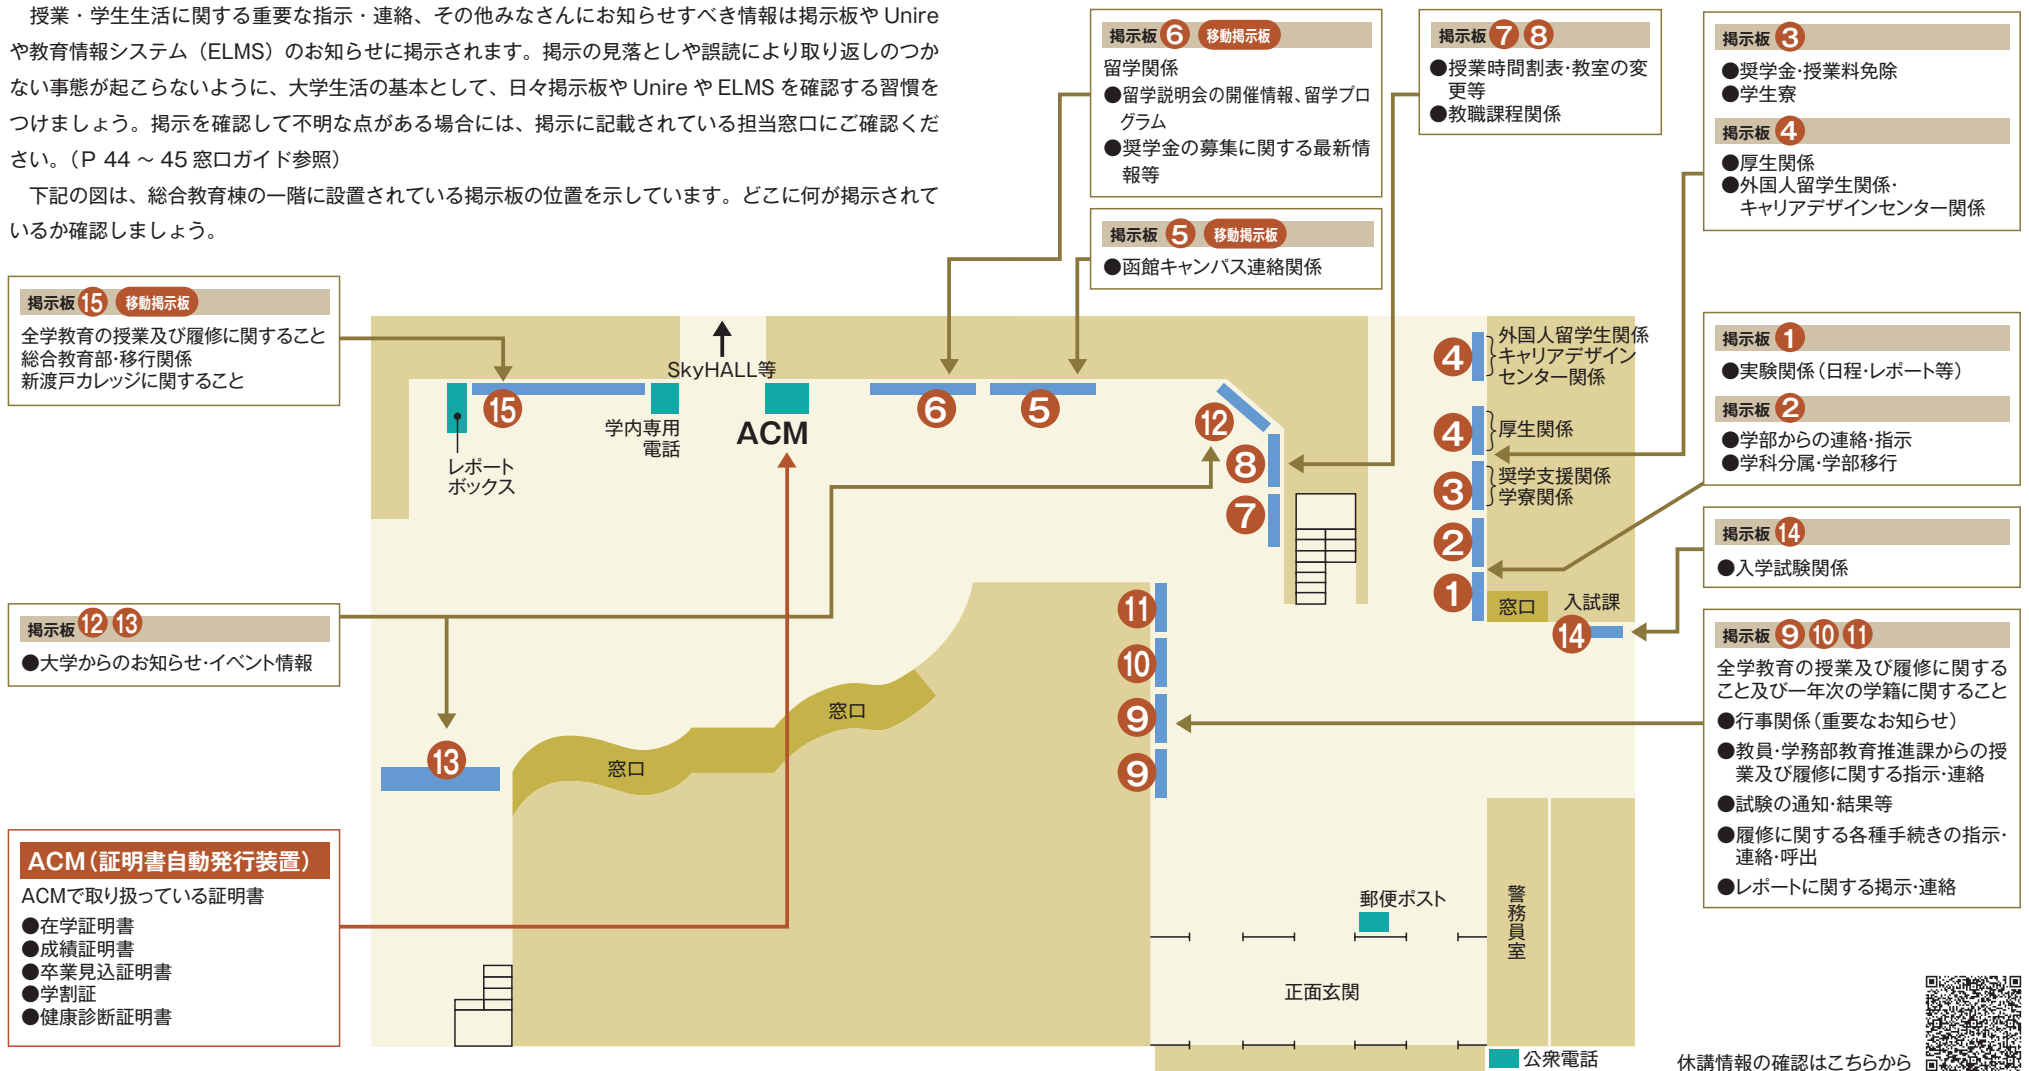 授業・学生生活に関する重要な指示・連絡、その他みなさんにお知らせすべき情報は掲示板や Unire
や教育情報システム（ELMS）のお知らせに掲示されます。掲示の見落としや誤読により取り返しのつか
ない事態が起こらないように、大学生活の基本として、日々掲示板や Unire や ELMS を確認する習慣を
つけましょう。掲示を確認して不明な点がある場合には、掲示に記載されている担当窓口にご確認くだ
さい。（P 44 ～ 45 窓口ガイド参照）
下記の図は、総合教育棟の一階に設置されている掲示板の位置を示しています。どこに何が掲示されて
いるか確認しましょう。
掲示板 6 移動掲示板
留学関係
●留学説明会の開催情報、留学プロ
グラム
●奨学金の募集に関する最新情
報等
掲示板 5 移動掲示板
●函館キャンパス連絡関係
掲示板 7 8
●授業時間割表・教室の変
更等
●教職課程関係
掲示板 3
●奨学金・授業料免除
●学生寮
掲示板 4
●厚生関係
●外国人留学生関係・
キャリアデザインセンター関係
掲示板 15 移動掲示板
全学教育の授業及び履修に関すること
総合教育部・移行関係
新渡戸カレッジに関すること
掲示板 1
●実験関係（日程・レポート等）
掲示板 2
●学部からの連絡・指示
●学科分属・学部移行
掲示板 14
●入学試験関係
掲示板 12 13
●大学からのお知らせ・イベント情報
掲示板 9 10 11
全学教育の授業及び履修に関する
こと及び一年次の学籍に関すること
●行事関係（重要なお知らせ）
●教員・学務部教育推進課からの授
業及び履修に関する指示・連絡
●試験の通知・結果等
●履修に関する各種手続きの指示・
連絡・呼出
●レポートに関する掲示・連絡
ACM（証明書自動発行装置）
ACMで取り扱っている証明書
●在学証明書
●成績証明書
●卒業見込証明書
●学割証
●健康診断証明書
SkyHALL等
15
レポート
ボックス
学内専用
電話
ACM
6
5
12
8
7
4
外国人留学生関係
キャリアデザイン
センター関係
4
厚生関係
3
奨学支援関係
学寮関係
2
1
窓口
入試課
14
11
10
9
9
窓口
窓口
13
郵便ポスト
警務員室
正面玄関
公衆電話
休講情報の確認はこちらから